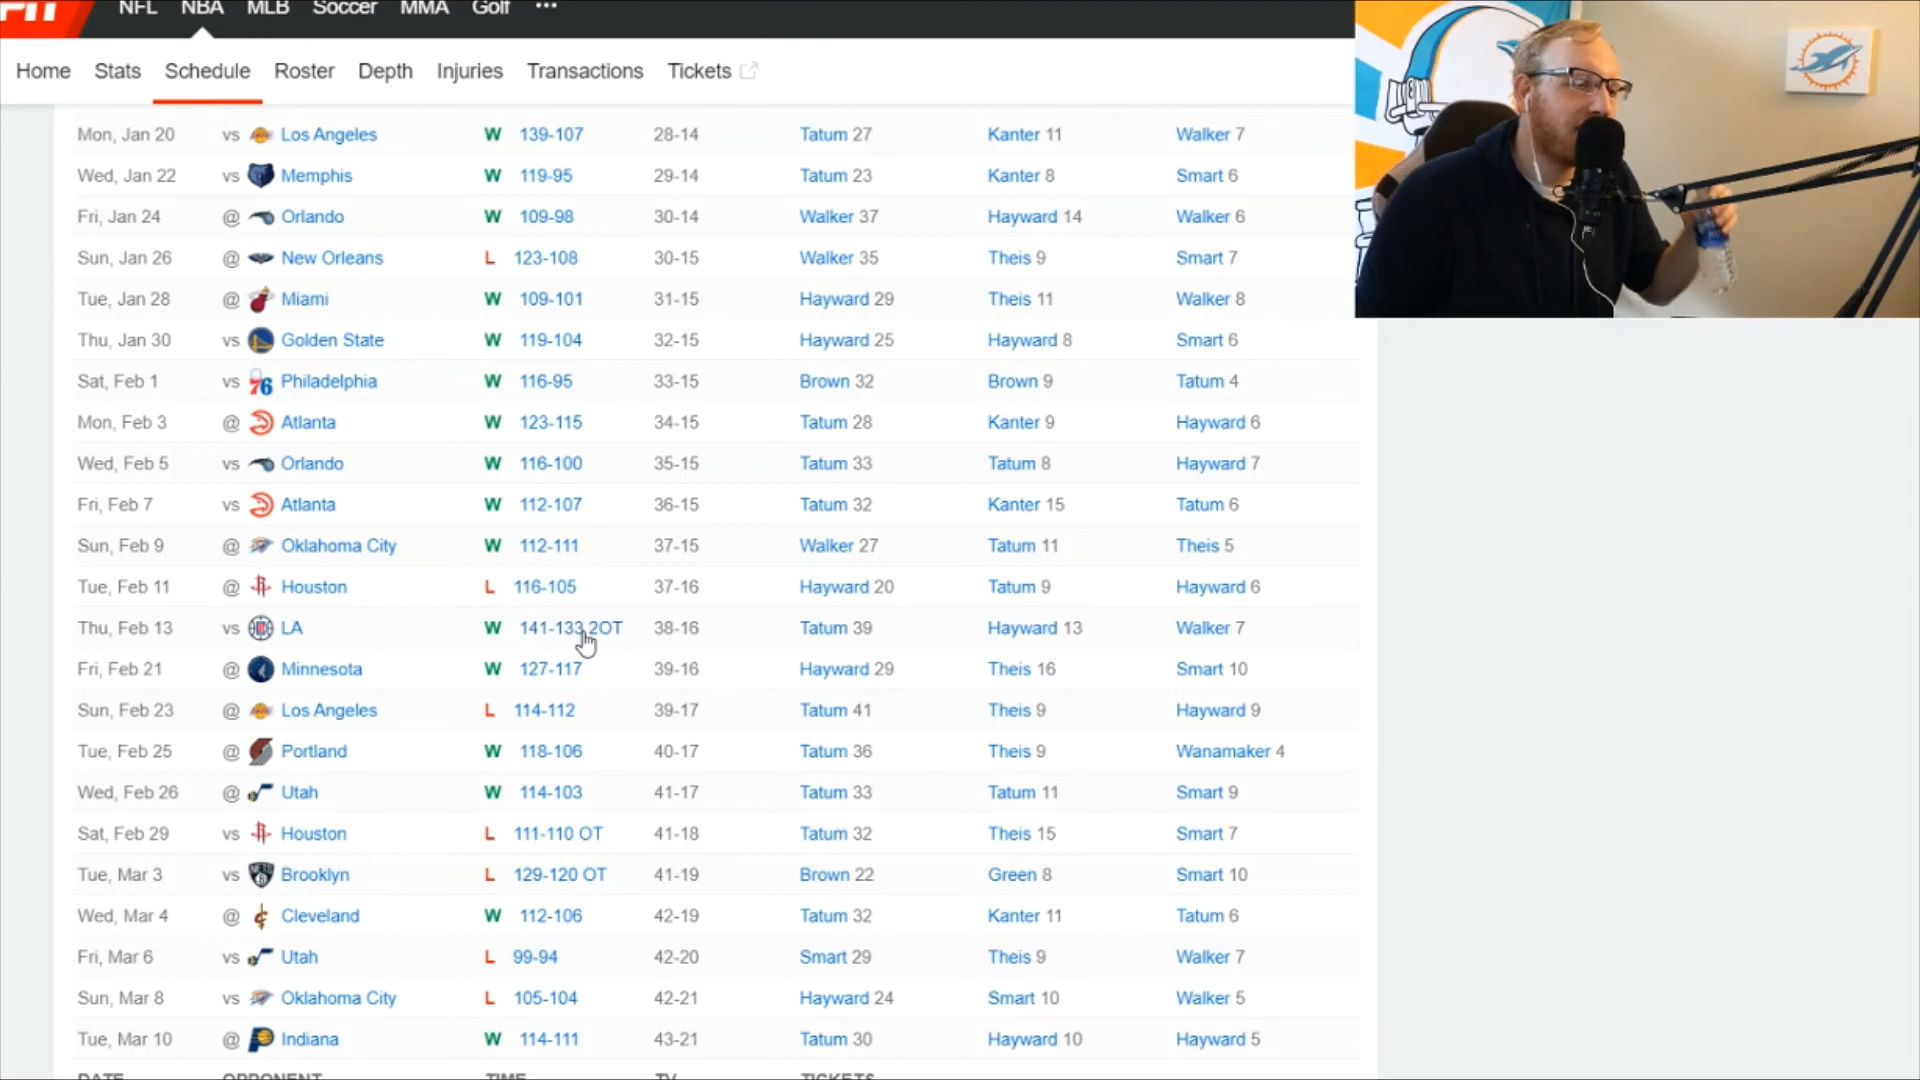 NFL NBA MLB Soccer MMA Golf ...
Home Stats Schedule Roster Depth Injuries Transactions Tickets
Mon, Jan 20 vs Los Angeles W 139-107 28-14 Tatum 27 Kanter 11 Walker 7
Wed, Jan 22 vs Memphis W 119-95 29-14 Tatum 23 Kanter 8 Smart 6
Fri, Jan 24 @ Orlando W 109-98 30-14 Walker 37 Hayward 14 Walker 6
Sun, Jan 26 @ New Orleans L 123-108 30-15 Walker 35 Theis 9 Smart 7
Tue, Jan 28 @ Miami W 109-101 31-15 Hayward 29 Theis 11 Walker 8
Thu, Jan 30 vs Golden State W 119-104 32-15 Hayward 25 Hayward 8 Smart 6
Sat, Feb 1 vs 76 Philadelphia W 116-95 33-15 Brown 32 Brown 9 Tatum 4
Mon, Feb 3 @ Atlanta W 123-115 34-15 Tatum 28 Kanter 9 Hayward 6
Wed, Feb 5 vs Orlando W 116-100 35-15 Tatum 33 Tatum 8 Hayward 7
Fri, Feb 7 vs Atlanta W 112-107 36-15 Tatum 32 Kanter 15 Tatum 6
Sun, Feb 9 @ Oklahoma City W 112-111 37-15 Walker 27 Tatum 11 Theis 5
Tue, Feb 11 @ Houston L 116-105 37-16 Hayward 20 Tatum 9 Hayward 6
Thu, Feb 13 vs LA W 141-133 2OT 38-16 Tatum 39 Hayward 13 Walker 7
Fri, Feb 21 @ Minnesota W 127-117 39-16 Hayward 29 Theis 16 Smart 10
Sun, Feb 23 @ Los Angeles L 114-112 39-17 Tatum 41 Theis 9 Hayward 9
Tue, Feb 25 @ Portland W 118-106 40-17 Tatum 36 Theis 9 Wanamaker 4
Wed, Feb 26 @ Utah W 114-103 41-17 Tatum 33 Tatum 11 Smart 9
Sat, Feb 29 vs Houston L 111-110 OT 41-18 Tatum 32 Theis 15 Smart 7
Tue, Mar 3 vs Brooklyn L 129-120 OT 41-19 Brown 22 Green 8 Smart 10
Wed, Mar 4 @ Cleveland W 112-106 42-19 Tatum 32 Kanter 11 Tatum 6
Fri, Mar 6 vs Utah L 99-94 42-20 Smart 29 Theis 9 Walker 7
Sun, Mar 8 vs Oklahoma City L 105-104 42-21 Hayward 24 Smart 10 Walker 5
Tue, Mar 10 @ Indiana W 114-111 43-21 Tatum 30 Hayward 10 Hayward 5
DATE OPPONENT TIME TV TICKETS